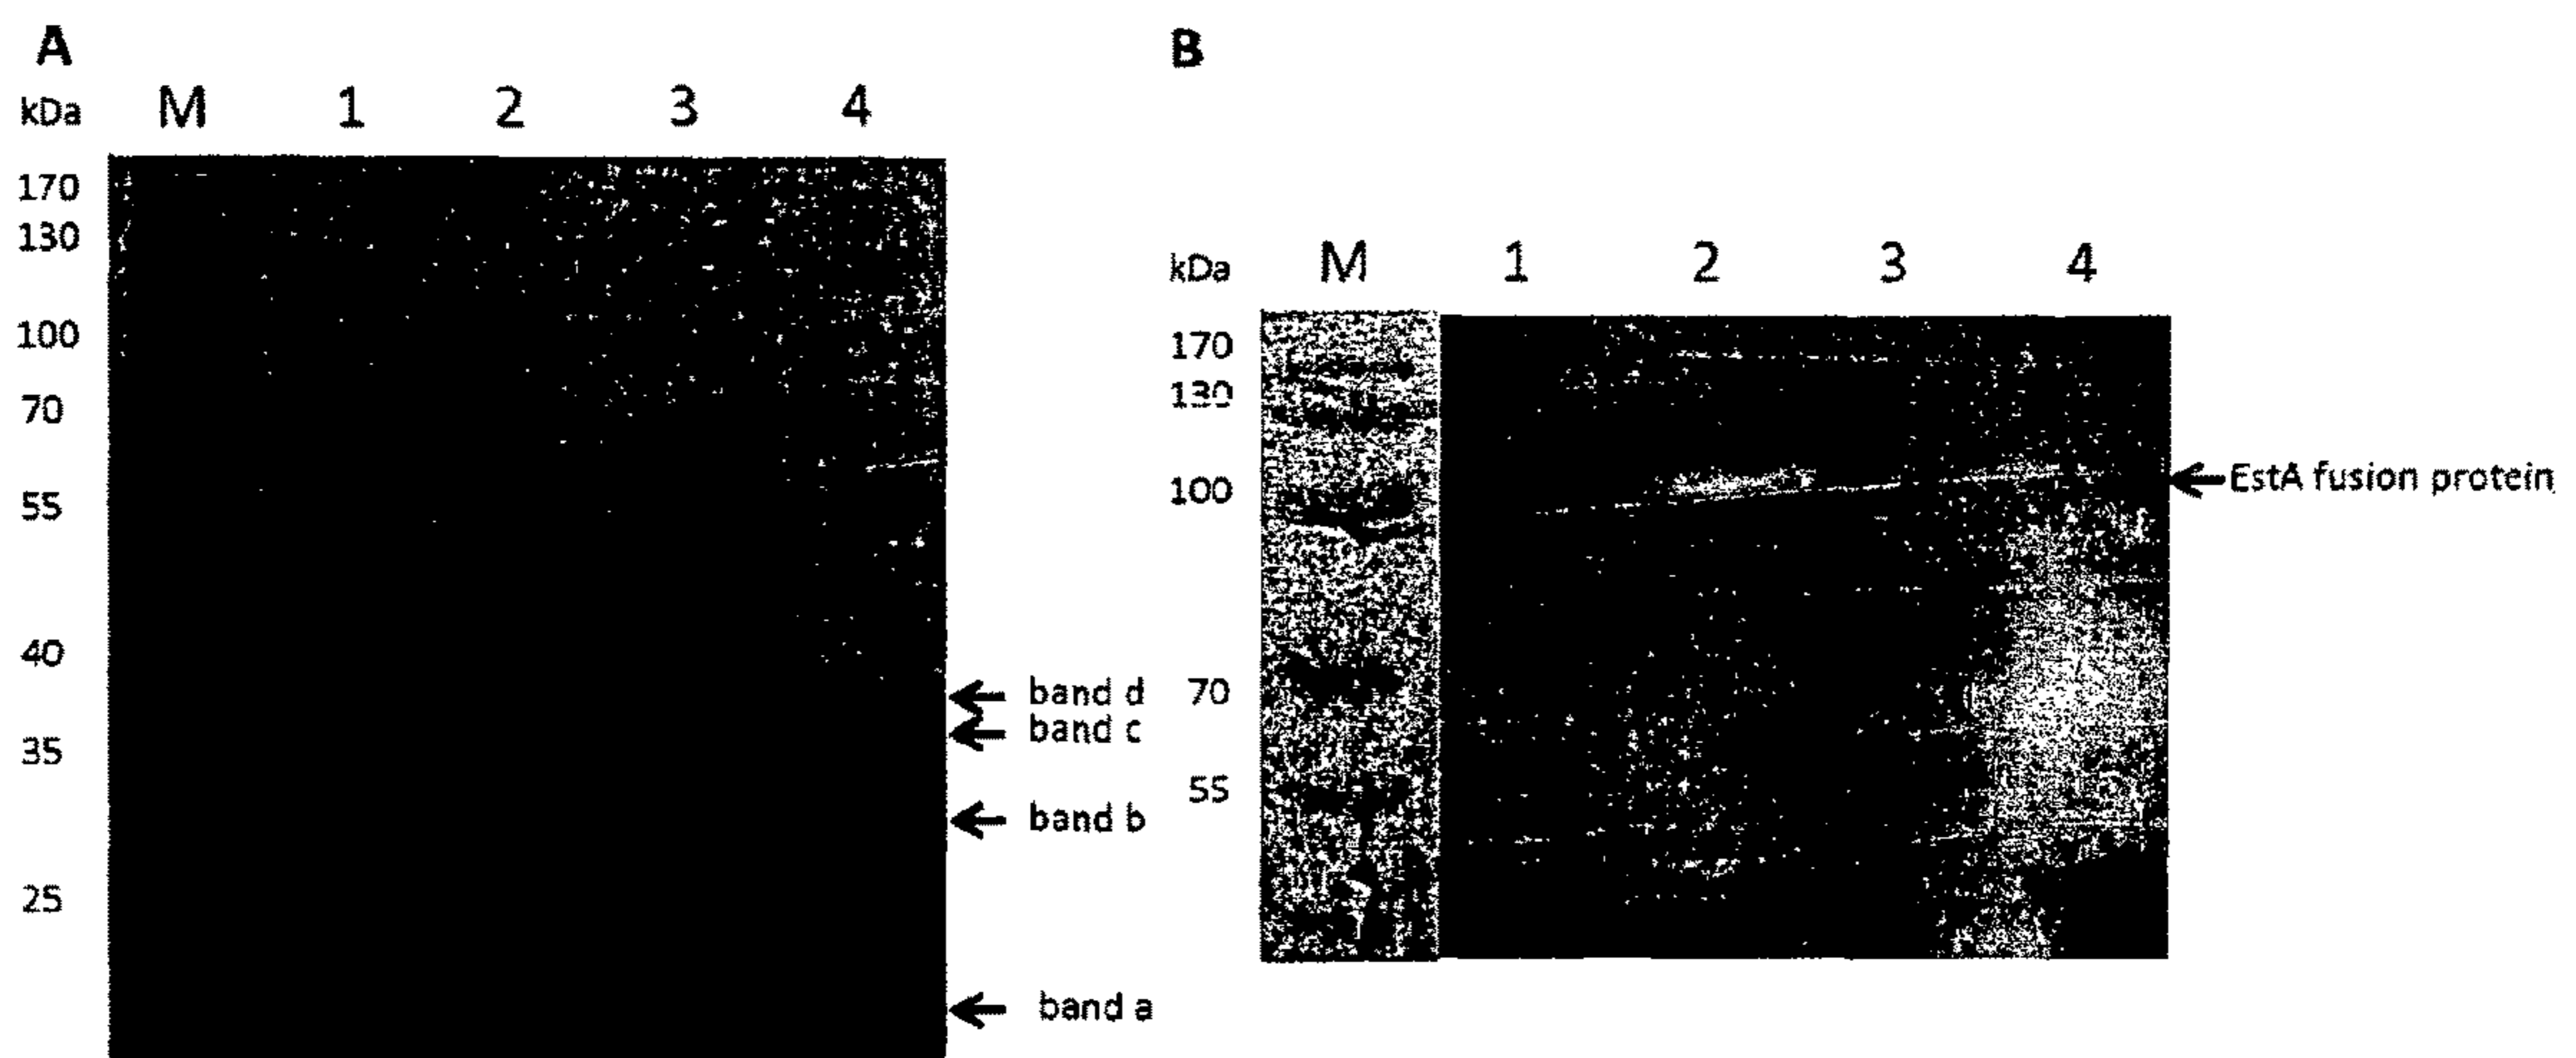 A
kDa M 1 2 3 4
170
130
100
70
55
40
35
25
band d
band c
band b
band a
B
kDa M 1 2 3 4
170
130
100
70
55
EstA fusion protein